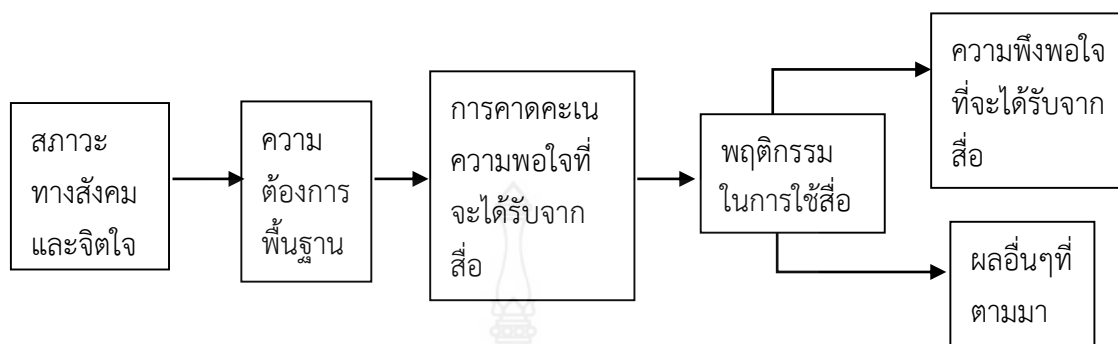 สภาวะ
ทางสังคม
และจิตใจ
ความ
ต้องการ
พื้นฐาน
การคาดคะเน
ความพอใจที่
จะได้รับจาก
สื่อ
พฤติกรรม
ในการใช้สื่อ
ความพึงพอใจ
ที่จะได้รับจาก
สื่อ
ผลอื่นๆที่
ตามมา